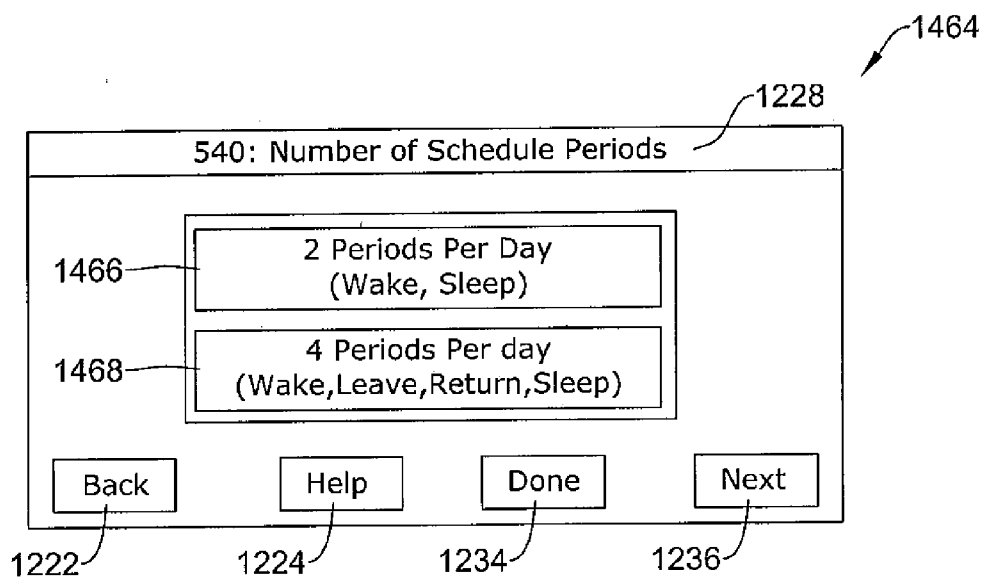 1464
1228
540: Number of Schedule Periods
1466
2 Periods Per Day
(Wake, Sleep)
1468
4 Periods Per day
(Wake,Leave,Return,Sleep)
Back
Help
Done
Next
1222
1224
1234
1236